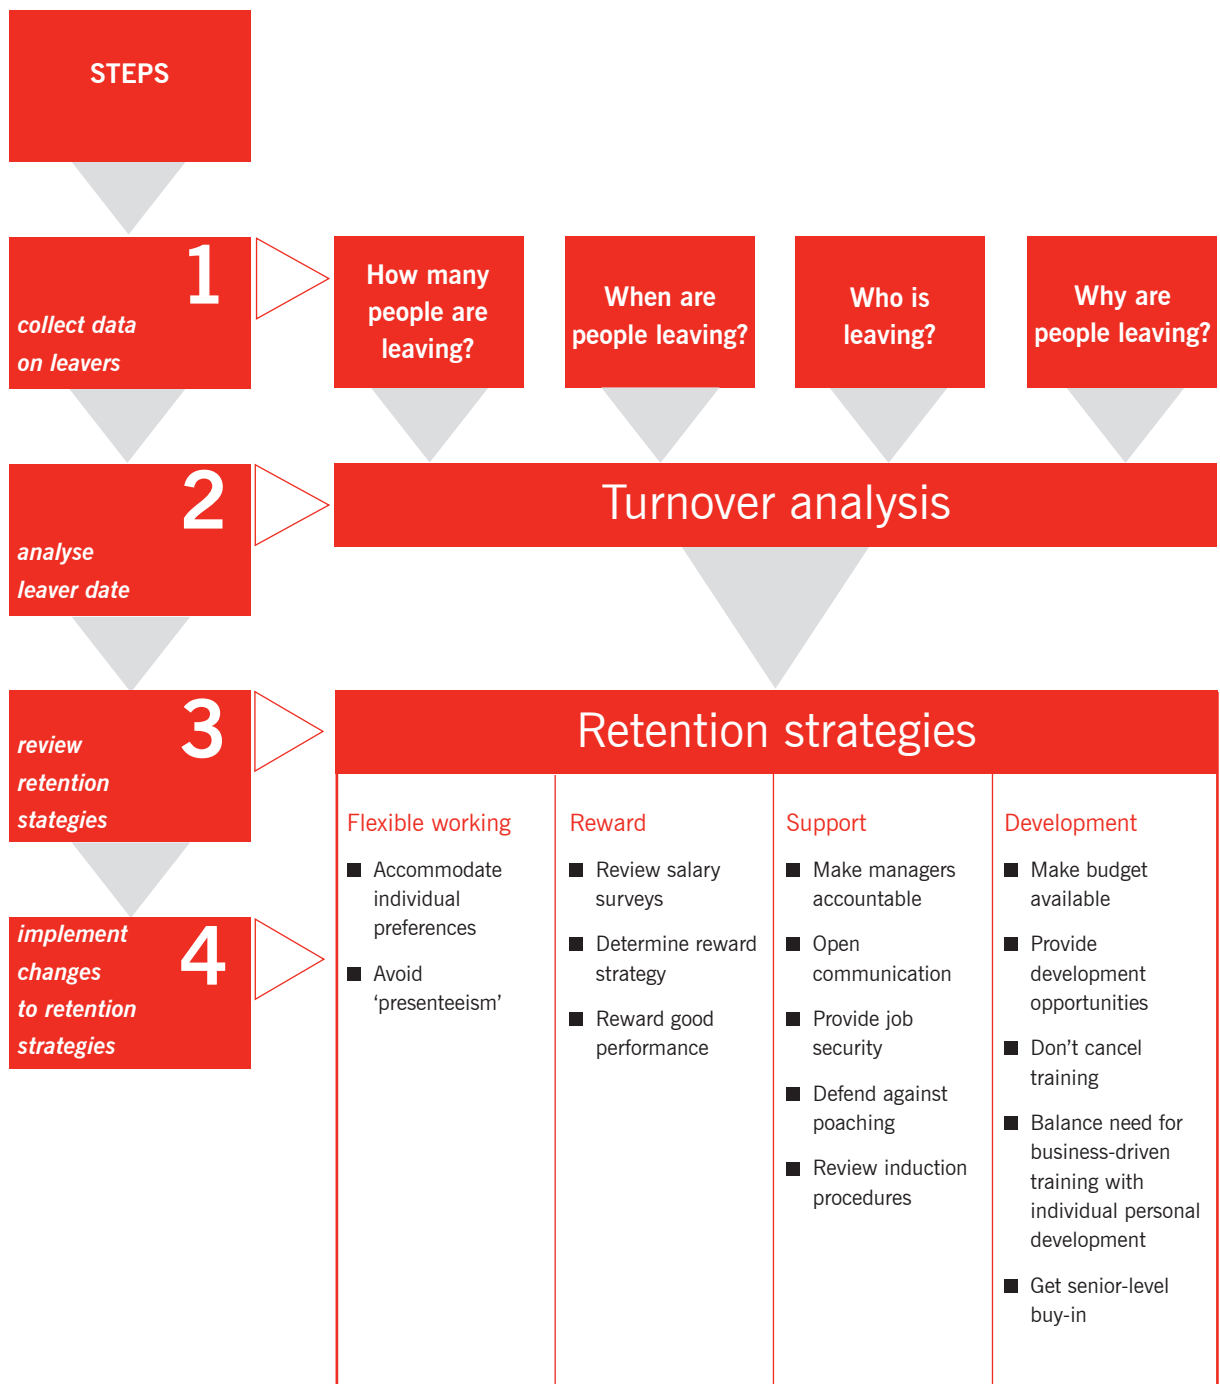 STEPS
1
collect data
on leavers
How many
people are
leaving?
When are
people leaving?
Who is
leaving?
Why are
people leaving?
2
analyse
leaver date
Turnover analysis
3
review
retention
stategies
Retention strategies
4
implement
changes
to retention
strategies
Flexible working
■ Accommodate
individual
preferences
■ Avoid
‘presenteeism’
Reward
■ Review salary
surveys
■ Determine reward
strategy
■ Reward good
performance
Support
■ Make managers
accountable
■ Open
communication
■ Provide job
security
■ Defend against
poaching
■ Review induction
procedures
Development
■ Make budget
available
■ Provide
development
opportunities
■ Don’t cancel
training
■ Balance need for
business-driven
training with
individual personal
development
■ Get senior-level
buy-in